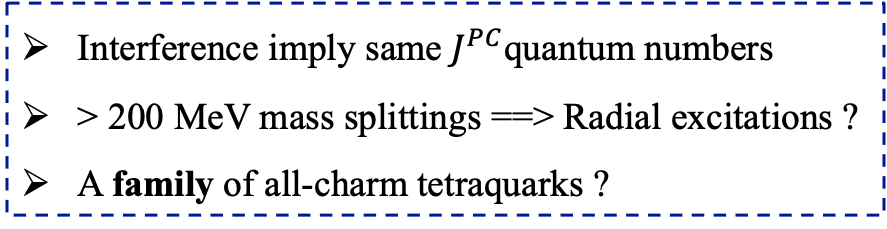 ➢ Interference imply same J^{PC} quantum numbers
➢ > 200 MeV mass splittings ==> Radial excitations ?
➢ A family of all-charm tetraquarks ?